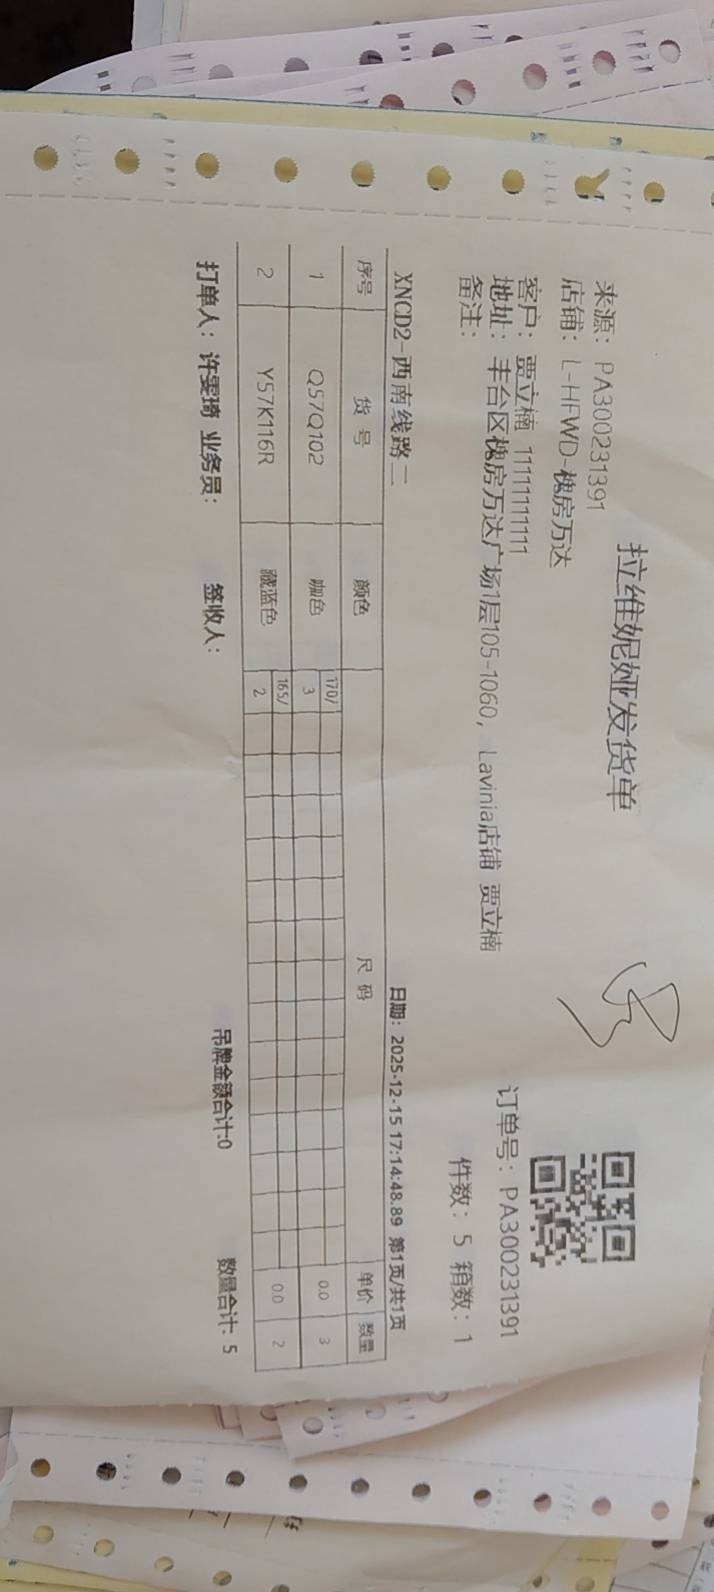 拉维妮娅发货单
来源：PA300231391
店铺：L-HFWD-槐房万达
订单号：PA300231391
客户：贾立楠 11111111111
地址：丰台区槐房万达广场1层105-1060，Lavinia店铺 贾立楠
备注：
件数：5 箱数：1
XNCD2-西南线路二
日期：2025-12-15 17:14:48.89 第1页/共1页
序号 货号 颜色 尺码 单价 数量
170/
1 Q57Q102 咖色 3 0.0 3
165/
2 Y57K116R 藏蓝色 2 0.0 2
打单人：许雯琦 业务员： 签收人： 吊牌金额合计:0 数量合计: 5